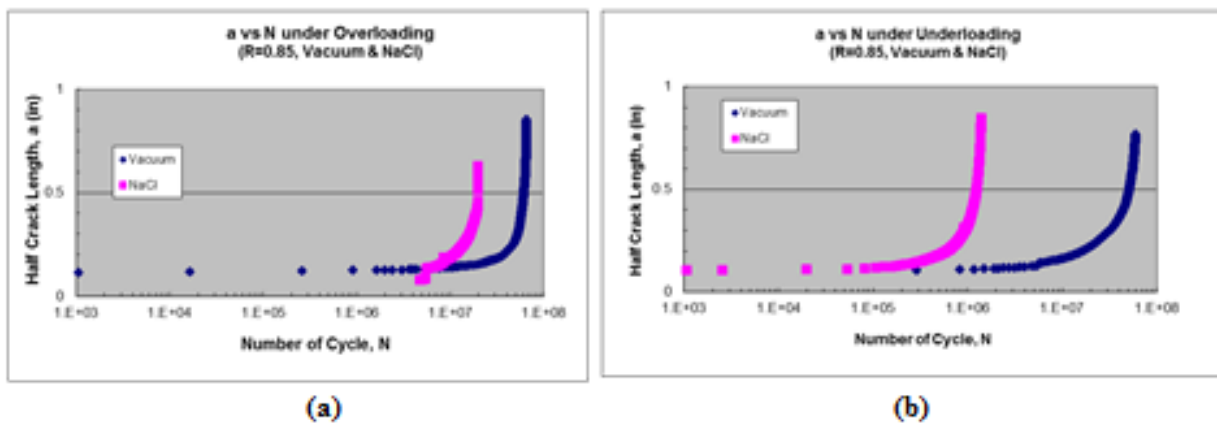 a vs N under Overloading
(R=0.85, Vacuum & NaCl)
Half Crack Length, a (in)
1
0.5
0
Vacuum
NaCl
1.E+03 1.E+04 1.E+05 1.E+06 1.E+07 1.E+08
Number of Cycle, N
(a)
a vs N under Underloading
(R=0.85, Vacuum & NaCl)
Half Crack Length, a (in)
1
0.5
0
Vacuum
NaCl
1.E+03 1.E+04 1.E+05 1.E+06 1.E+07 1.E+08
Number of Cycle, N
(b)